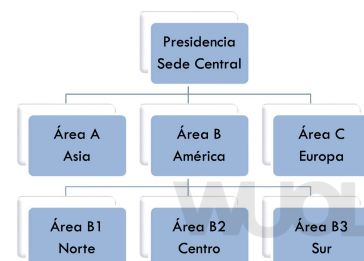 Presidencia
Sede Central
Área A
Asia
Área B
América
Área C
Europa
Área B1
Norte
Área B2
Centro
Área B3
Sur